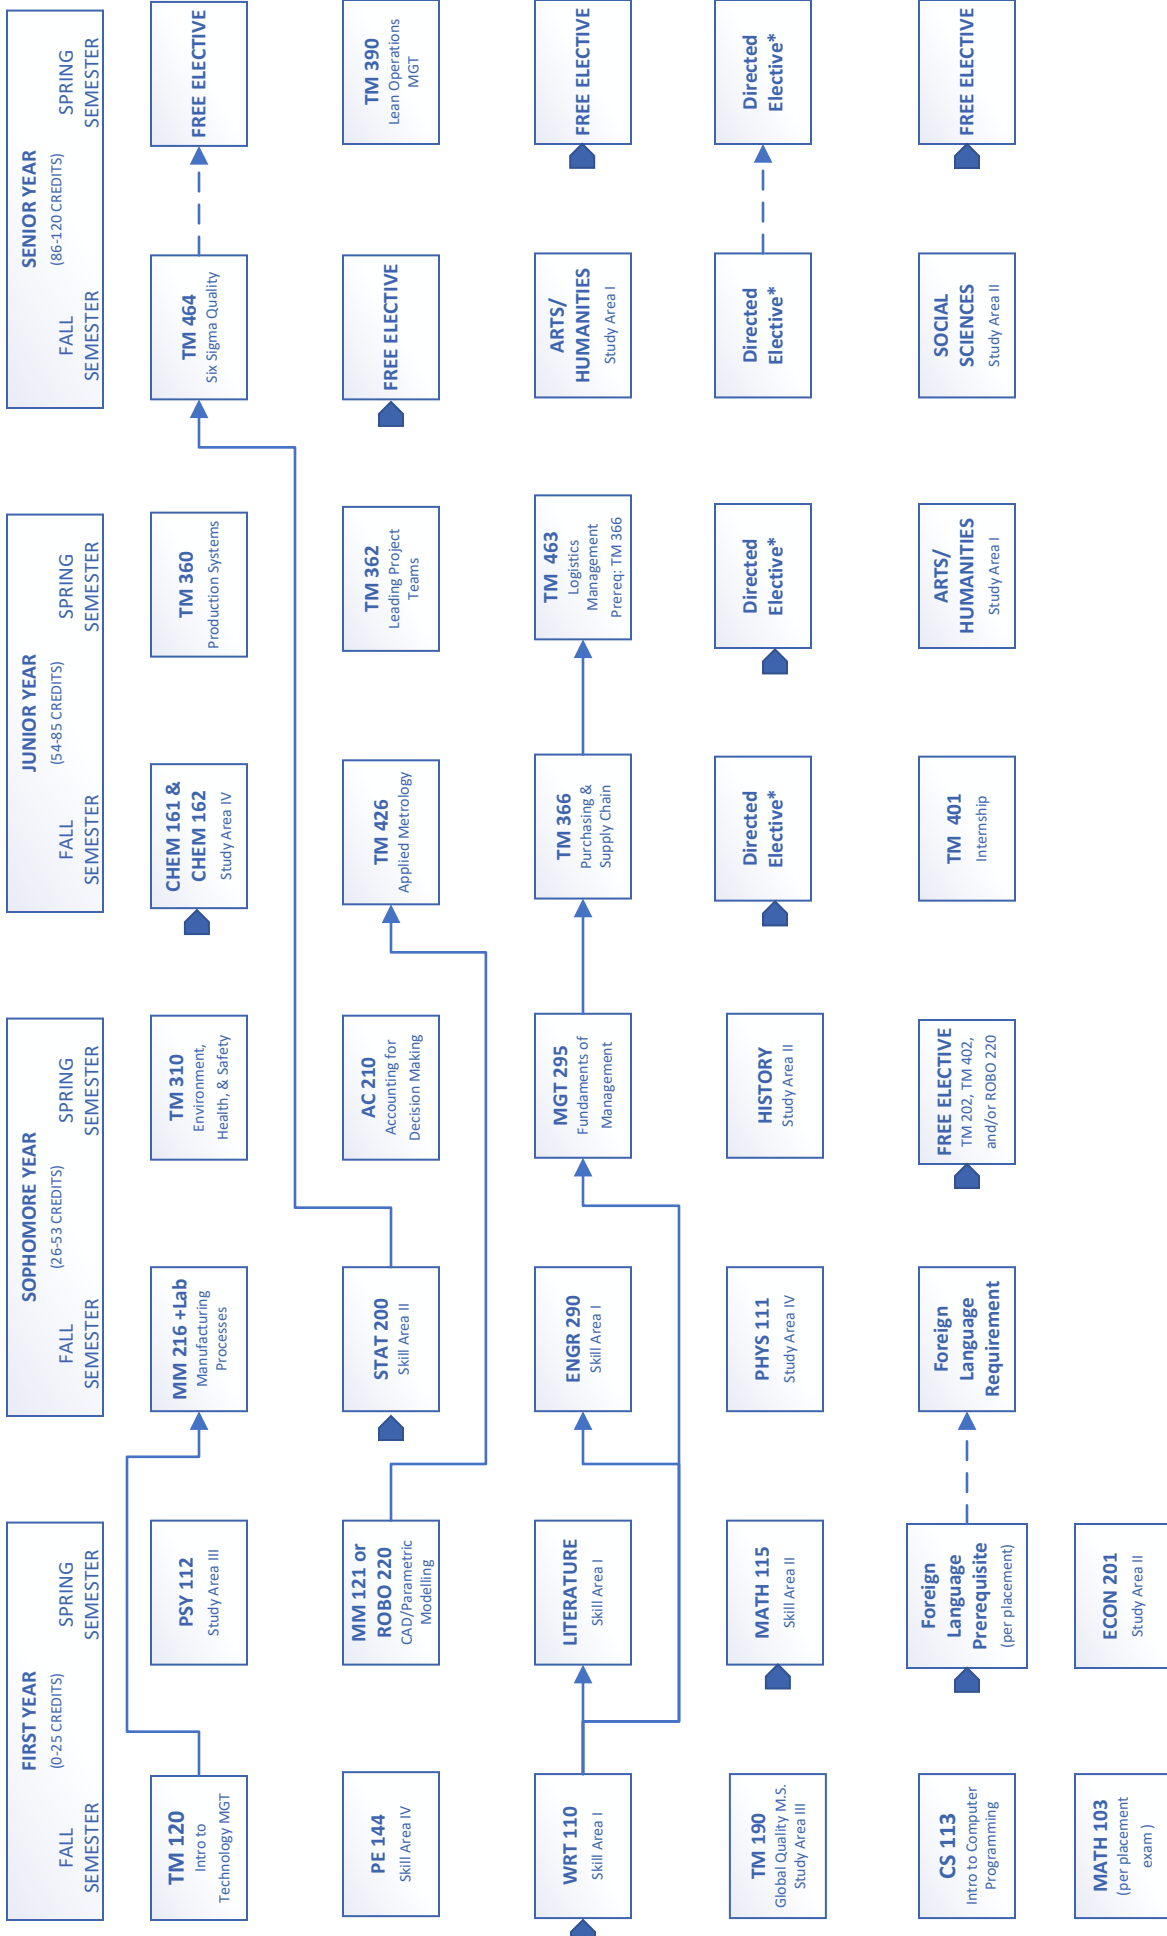 FIRST YEAR
(0-25 CREDITS)
FALL
SEMESTER
SPRING
SEMESTER
SOPHOMORE YEAR
(26-53 CREDITS)
FALL
SEMESTER
SPRING
SEMESTER
JUNIOR YEAR
(54-85 CREDITS)
FALL
SEMESTER
SPRING
SEMESTER
SENIOR YEAR
(86-120 CREDITS)
FALL
SEMESTER
SPRING
SEMESTER
TM 120
Intro to
Technology MGT
PSY 112
Study Area III
MM 216 +Lab
Manufacturing
Processes
TM 310
Environment,
Health, & Safety
CHEM 161 &
CHEM 162
Study Area IV
TM 360
Production Systems
TM 464
Six Sigma Quality
FREE ELECTIVE
PE 144
Skill Area IV
MM 121 or
ROBO 220
CAD/Parametric
Modelling
STAT 200
Skill Area II
AC 210
Accounting for
Decision Making
TM 426
Applied Metrology
TM 362
Leading Project
Teams
FREE ELECTIVE
TM 390
Lean Operations
MGT
WRT 110
Skill Area I
LITERATURE
Skill Area I
ENGR 290
Skill Area I
MGT 295
Fundaments of
Management
TM 366
Purchasing &
Supply Chain
TM 463
Logistics
Management
Prereq: TM 366
ARTS/
HUMANITIES
Study Area I
FREE ELECTIVE
TM 190
Global Quality M.S.
Study Area III
MATH 115
Skill Area II
PHYS 111
Study Area IV
HISTORY
Study Area II
Directed
Elective*
Directed
Elective*
Directed
Elective*
Directed
Elective*
CS 113
Intro to Computer
Programming
Foreign
Language
Prerequisite
(per placement)
Foreign
Language
Requirement
FREE ELECTIVE
TM 202, TM 402,
and/or ROBO 220
TM 401
Internship
ARTS/
HUMANITIES
Study Area I
SOCIAL
SCIENCES
Study Area II
FREE ELECTIVE
MATH 103
(per placement
exam )
ECON 201
Study Area II